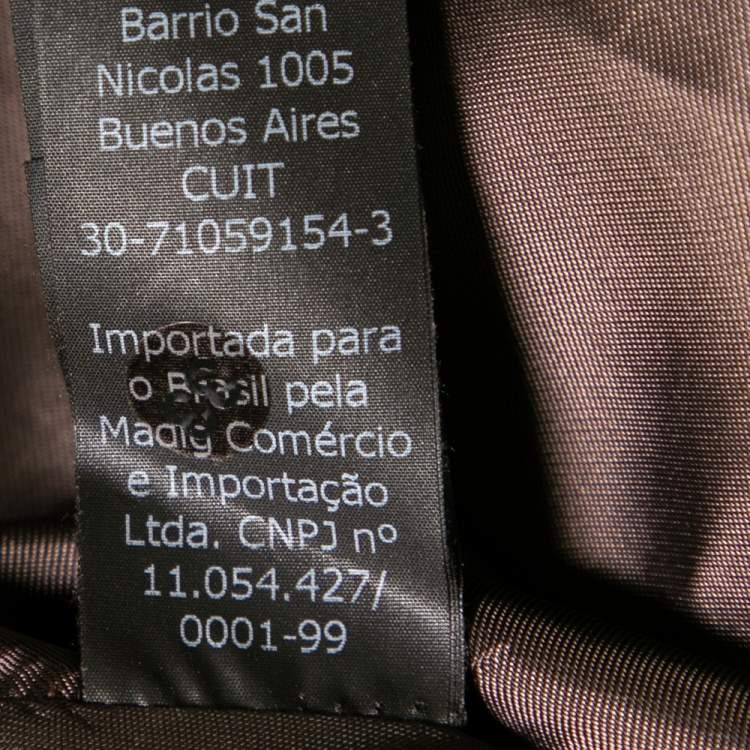 Barrio San
Nicolas 1005
Buenos Aires
CUIT
30-71059154-3
Importada para
o Brasil pela
Comércio
e Importação
Ltda. CNPJ nº
11.054.427/
0001-99